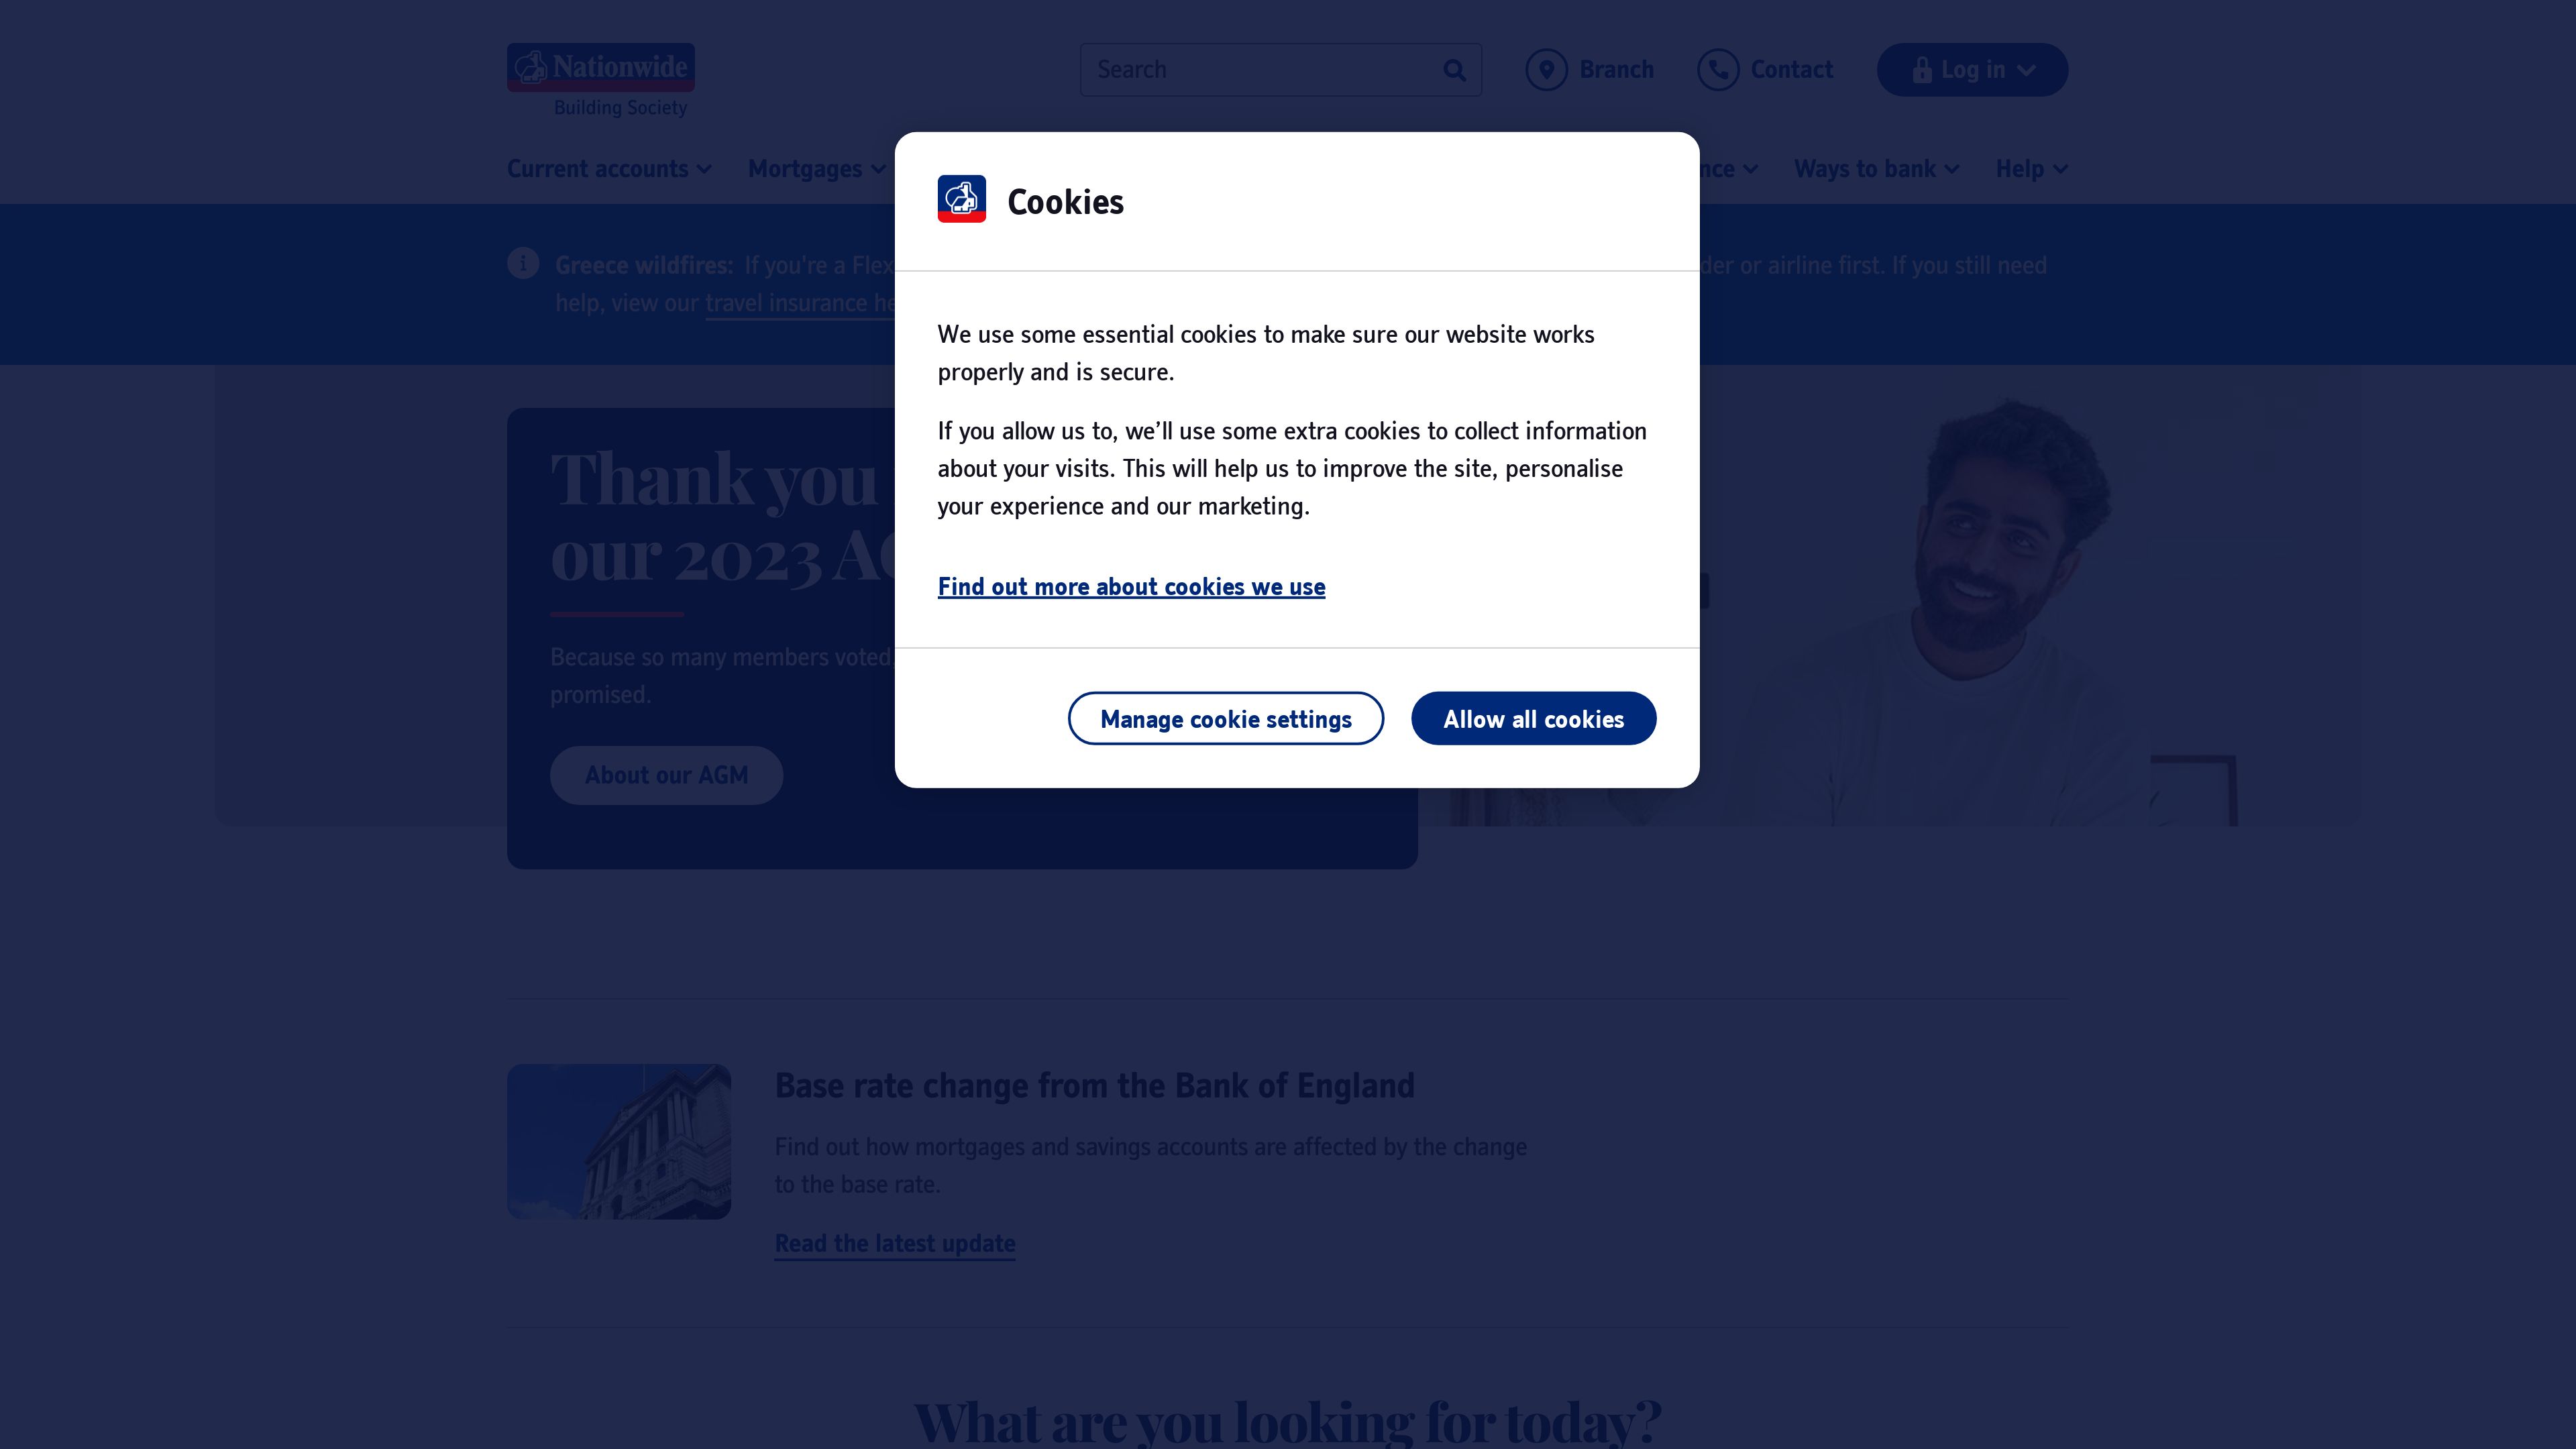 Nationwide
Building Society
Search
Branch
Contact
Log in
Current accounts
Mortgages
nce
Ways to bank
Help
Greece wildfires: If you're a Flex
der or airline first. If you still need
help, view our travel insurance he
Cookies
We use some essential cookies to make sure our website works
properly and is secure.
If you allow us to, we’ll use some extra cookies to collect information
about your visits. This will help us to improve the site, personalise
your experience and our marketing.
Find out more about cookies we use
Manage cookie settings
Allow all cookies
Thank you
our 2023 AG
Because so many members voted
promised.
About our AGM
Base rate change from the Bank of England
Find out how mortgages and savings accounts are affected by the change
to the base rate.
Read the latest update
What are you looking for today?